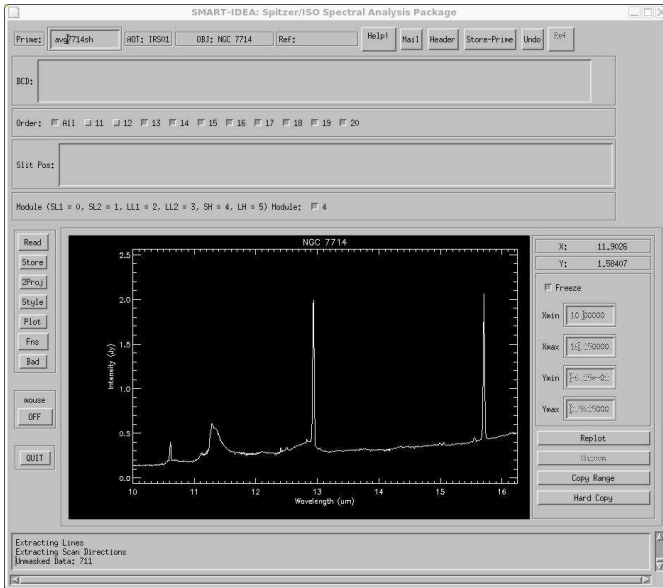 SMART-IDEA: Spitzer/ISO Spectral Analysis Package
Prime: avg7714sh AOT: IRS01 OBJ: NGC 7714 Ref: Help! Mail Header Store-Prime Undo
BCD:
Order: All 11 12 13 14 15 16 17 18 19 20
Slit Pos:
Module (SL1 = 0, SL2 = 1, LL1 = 2, LL2 = 3, SH = 4, LH = 5) Module: 4
Read
Store
2Proj
Style
Plot
Fns
Bad
mouse
OFF
QUIT
NGC 7714
Intensity (Jy)
2.5
2.0
1.5
1.0
0.5
0.0
10 11 12 13 14 15 16
Wavelength (um)
X: 11.9026
Y: 1.58407
Freeze
Xmin
Xmax
Ymin
Ymax
Replot
Copy Range
Hard Copy
Extracting Lines
Extracting Scan Directions
Unmasked Data: 711